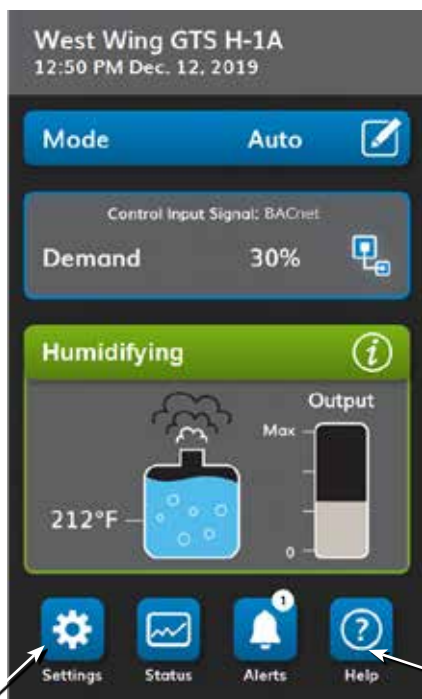 West Wing GTS H-1A
12:50 PM Dec. 12, 2019
Mode Auto
Control Input Signal: BACnet
Demand 30%
Humidifying i
Output
Max
212°F
0
1
Settings Status Alerts Help
?